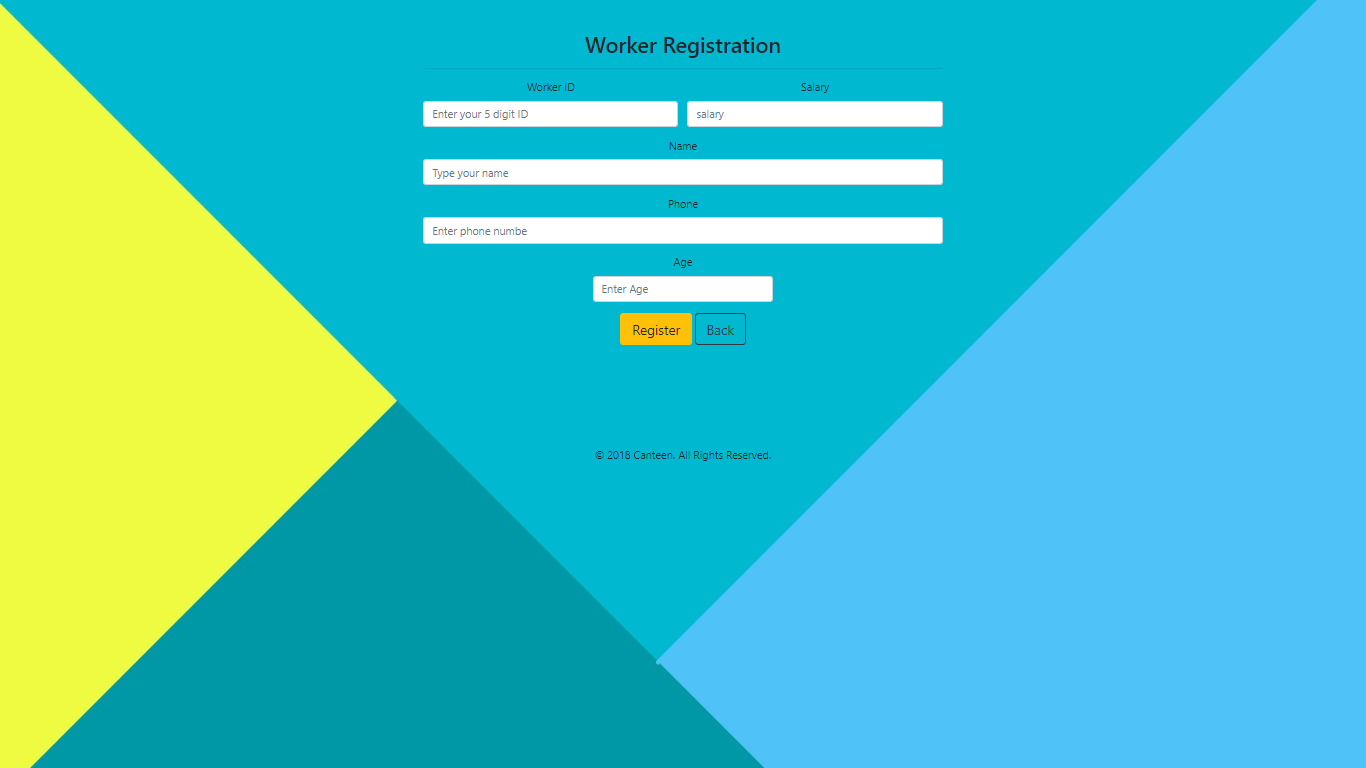 Worker Registration
Worker ID Salary
Enter your 5 digit ID salary
Name
Type your name
Phone
Enter phone numbe
Age
Enter Age
Register Back
© 2018 Canteen. All Rights Reserved.